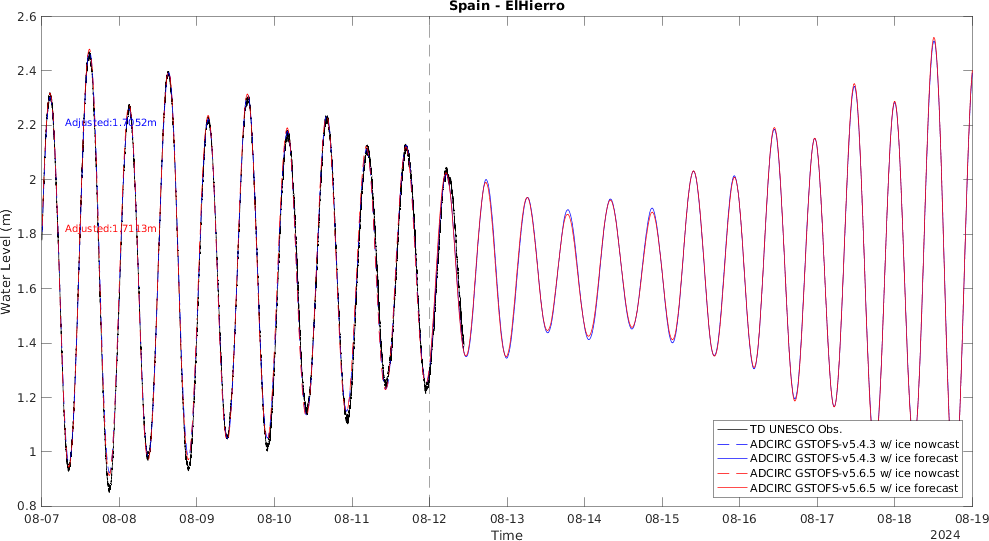 Spain - ElHierro
2.6
2.4
2.2
2
1.8
1.6
1.4
1.2
1
0.8
Water Level (m)
Adjusted:1.7052m
Adjusted:1.7113m
TD UNESCO Obs.
ADCIRC GSTOFS-v5.4.3 w/ ice nowcast
ADCIRC GSTOFS-v5.4.3 w/ ice forecast
ADCIRC GSTOFS-v5.6.5 w/ ice nowcast
ADCIRC GSTOFS-v5.6.5 w/ ice forecast
08-07 08-08 08-09 08-10 08-11 08-12 08-13 08-14 08-15 08-16 08-17 08-18 08-19
Time
2024